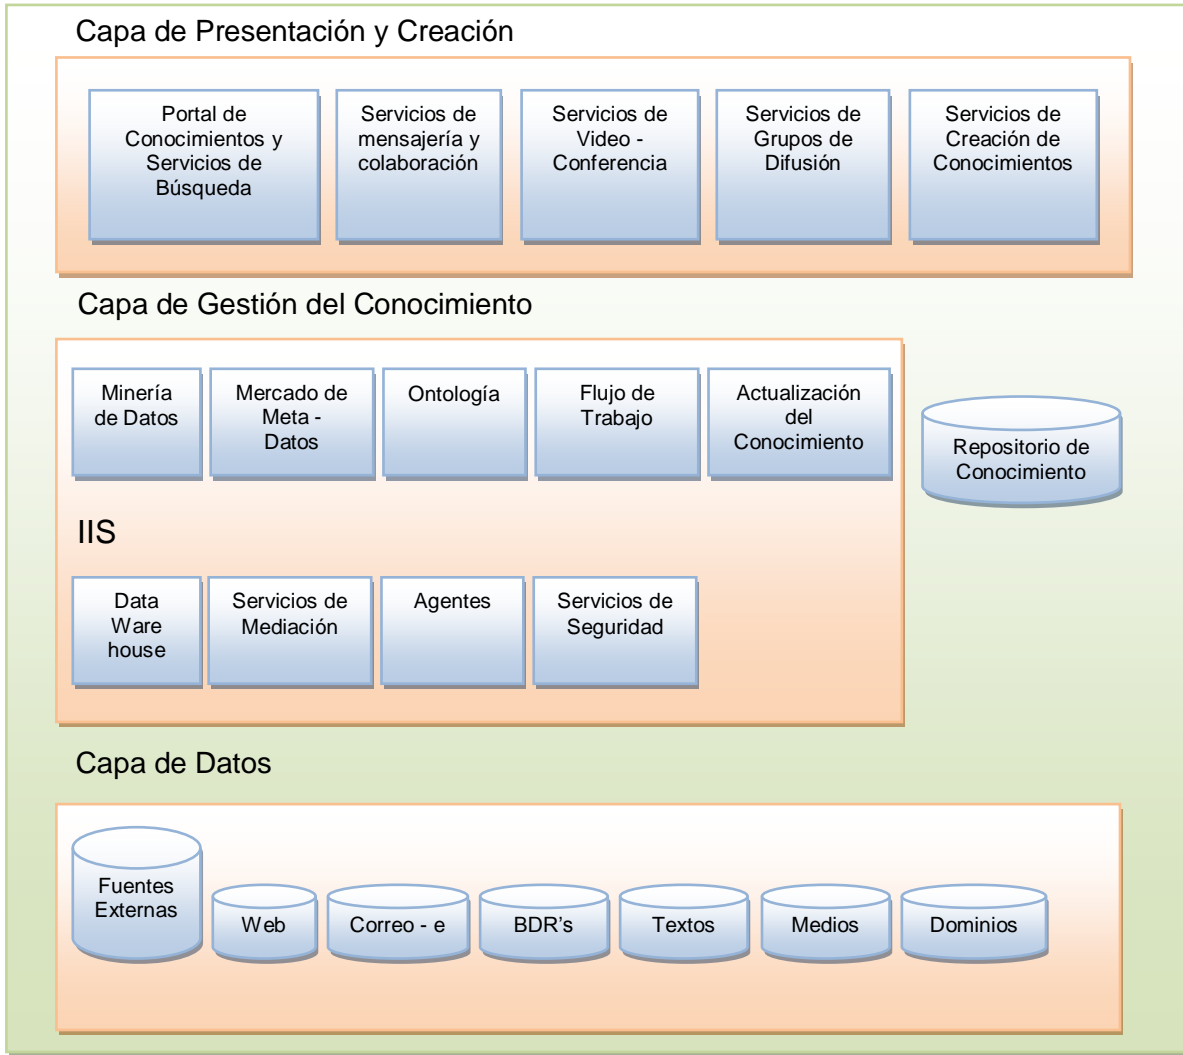 Capa de Presentación y Creación
Portal de
Conocimientos y
Servicios de
Búsqueda
Servicios de
mensajería y
colaboración
Servicios de
Video -
Conferencia
Servicios de
Grupos de
Difusión
Servicios de
Creación de
Conocimientos
Capa de Gestión del Conocimiento
Minería
de Datos
Mercado de
Meta -
Datos
Ontología
Flujo de
Trabajo
Actualización
del
Conocimiento
Repositorio de
Conocimiento
IIS
Data
Ware
house
Servicios de
Mediación
Agentes
Servicios de
Seguridad
Capa de Datos
Fuentes
Externas
Web
Correo - e
BDR's
Textos
Medios
Dominios